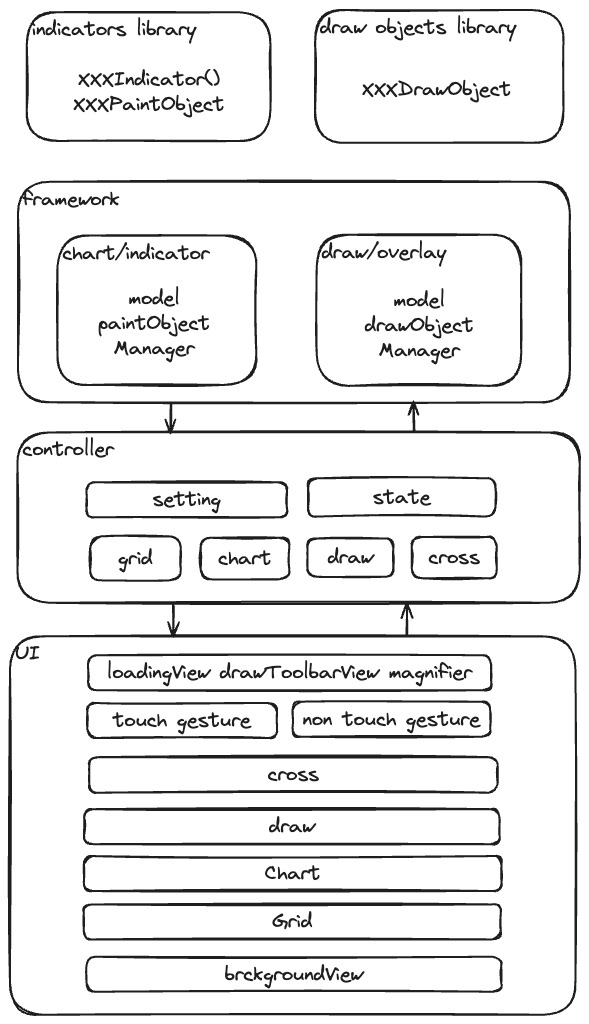 indicators library
XXXIndicator()
XXXPaintObject
draw objects library
XXXDrawObject
framework
chart/indicator
model
paintObject
Manager
draw/overlay
model
drawObject
Manager
controller
setting
state
grid
chart
draw
cross
UI
loadingView drawToolbarView magnifier
touch gesture
non touch gesture
cross
draw
Chart
Grid
brckgroundView